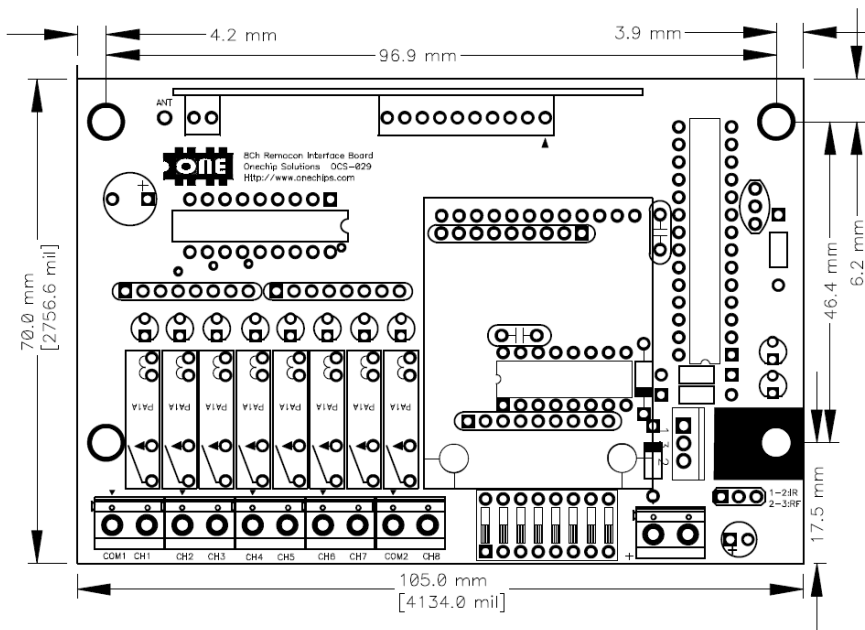 4.2 mm
3.9 mm
96.9 mm
ANT
ONE
8Ch Remocon Interface Board
Onechip Solutions OCS-029
Http://www.onechips.com
+
70.0 mm
[2756.6 mil]
46.4 mm
6.2 mm
PA1A PA1A PA1A PA1A PA1A PA1A PA1A PA1A
1
3
2
1-2:IR
2-3:RF
17.5 mm
COM1 CH1 CH2 CH3 CH4 CH5 CH6 CH7 COM2 CH8
+
+
105.0 mm
[4134.0 mil]